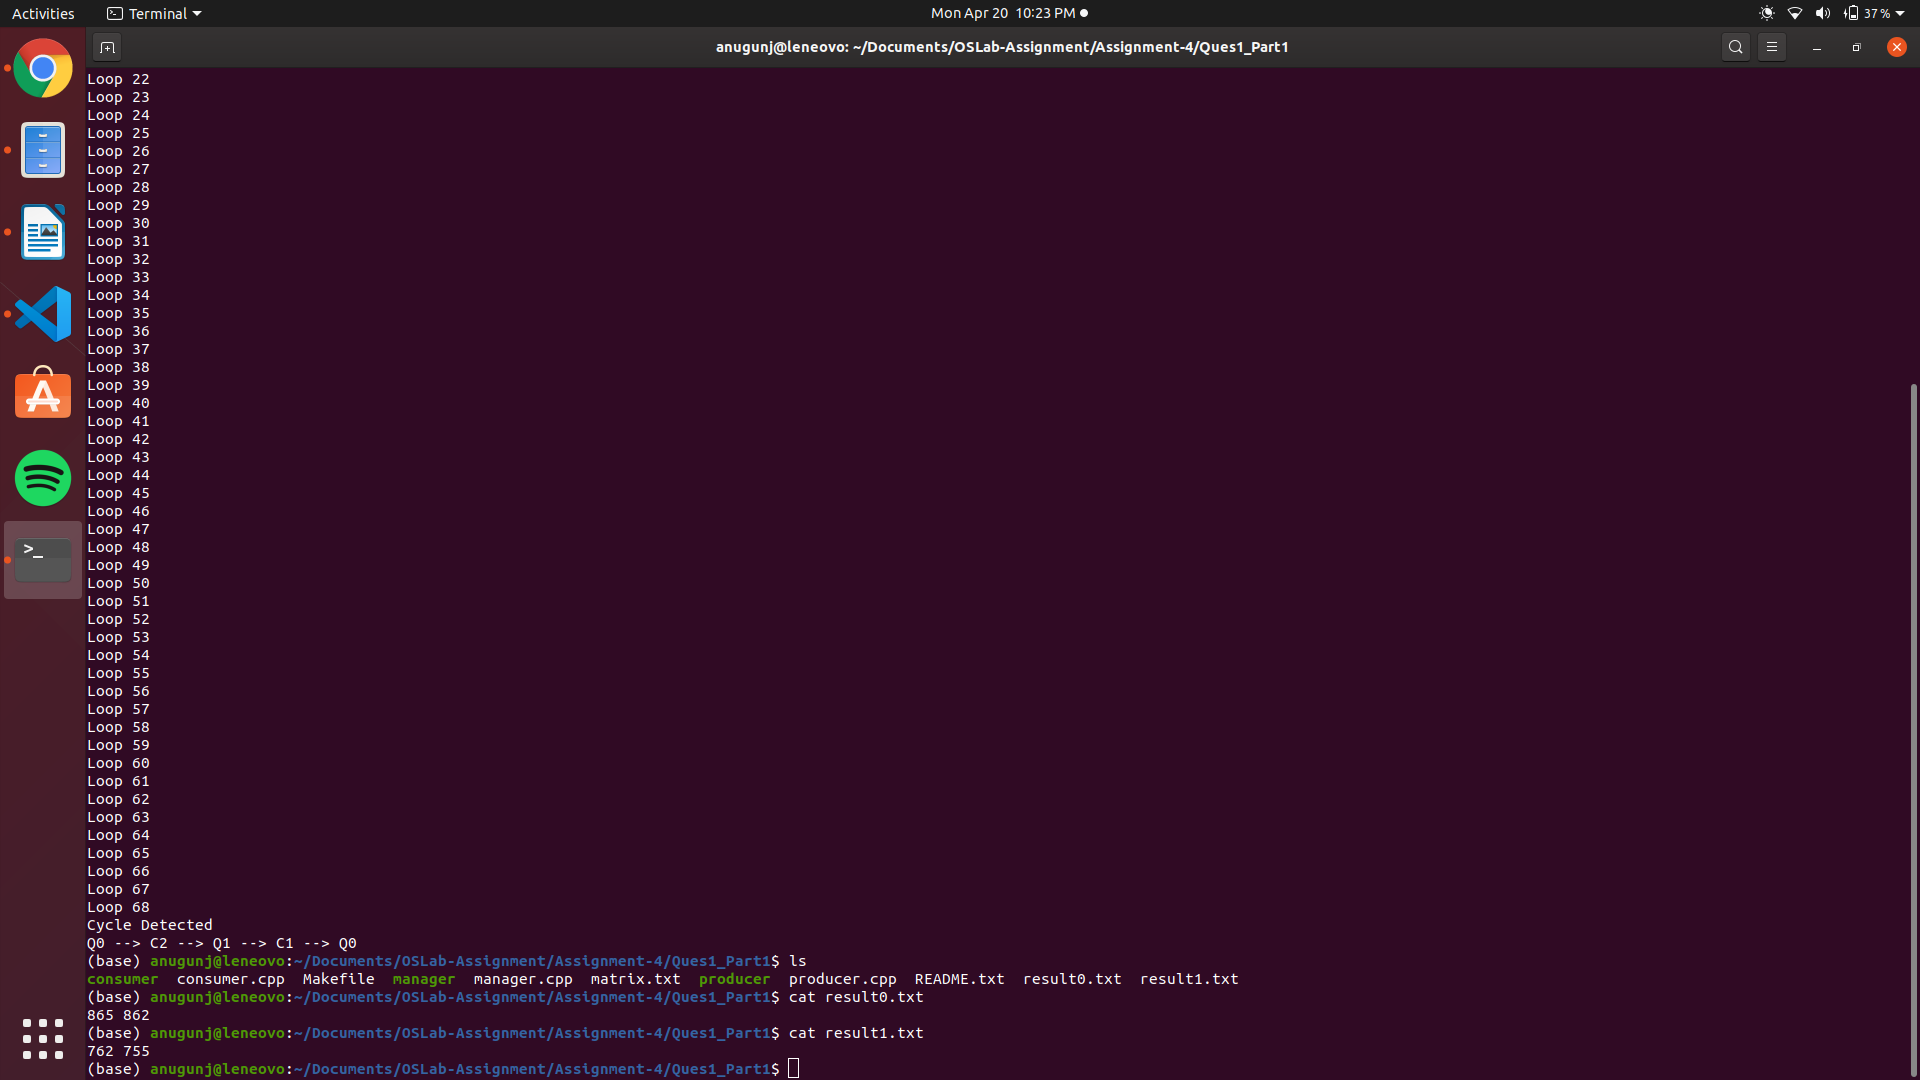 Activities Terminal Mon Apr 20 10:23 PM 37 %
anugunj@leneovo: ~/Documents/OSLab-Assignment/Assignment-4/Ques1_Part1
Loop 22
Loop 23
Loop 24
Loop 25
Loop 26
Loop 27
Loop 28
Loop 29
Loop 30
Loop 31
Loop 32
Loop 33
Loop 34
Loop 35
Loop 36
Loop 37
Loop 38
Loop 39
Loop 40
Loop 41
Loop 42
Loop 43
Loop 44
Loop 45
Loop 46
Loop 47
Loop 48
Loop 49
Loop 50
Loop 51
Loop 52
Loop 53
Loop 54
Loop 55
Loop 56
Loop 57
Loop 58
Loop 59
Loop 60
Loop 61
Loop 62
Loop 63
Loop 64
Loop 65
Loop 66
Loop 67
Loop 68
Cycle Detected
Q0 --> C2 --> Q1 --> C1 --> Q0
(base) anugunj@leneovo:~/Documents/OSLab-Assignment/Assignment-4/Ques1_Part1$ ls
consumer consumer.cpp Makefile manager manager.cpp matrix.txt producer producer.cpp README.txt result0.txt result1.txt
(base) anugunj@leneovo:~/Documents/OSLab-Assignment/Assignment-4/Ques1_Part1$ cat result0.txt
865 862
(base) anugunj@leneovo:~/Documents/OSLab-Assignment/Assignment-4/Ques1_Part1$ cat result1.txt
762 755
(base) anugunj@leneovo:~/Documents/OSLab-Assignment/Assignment-4/Ques1_Part1$